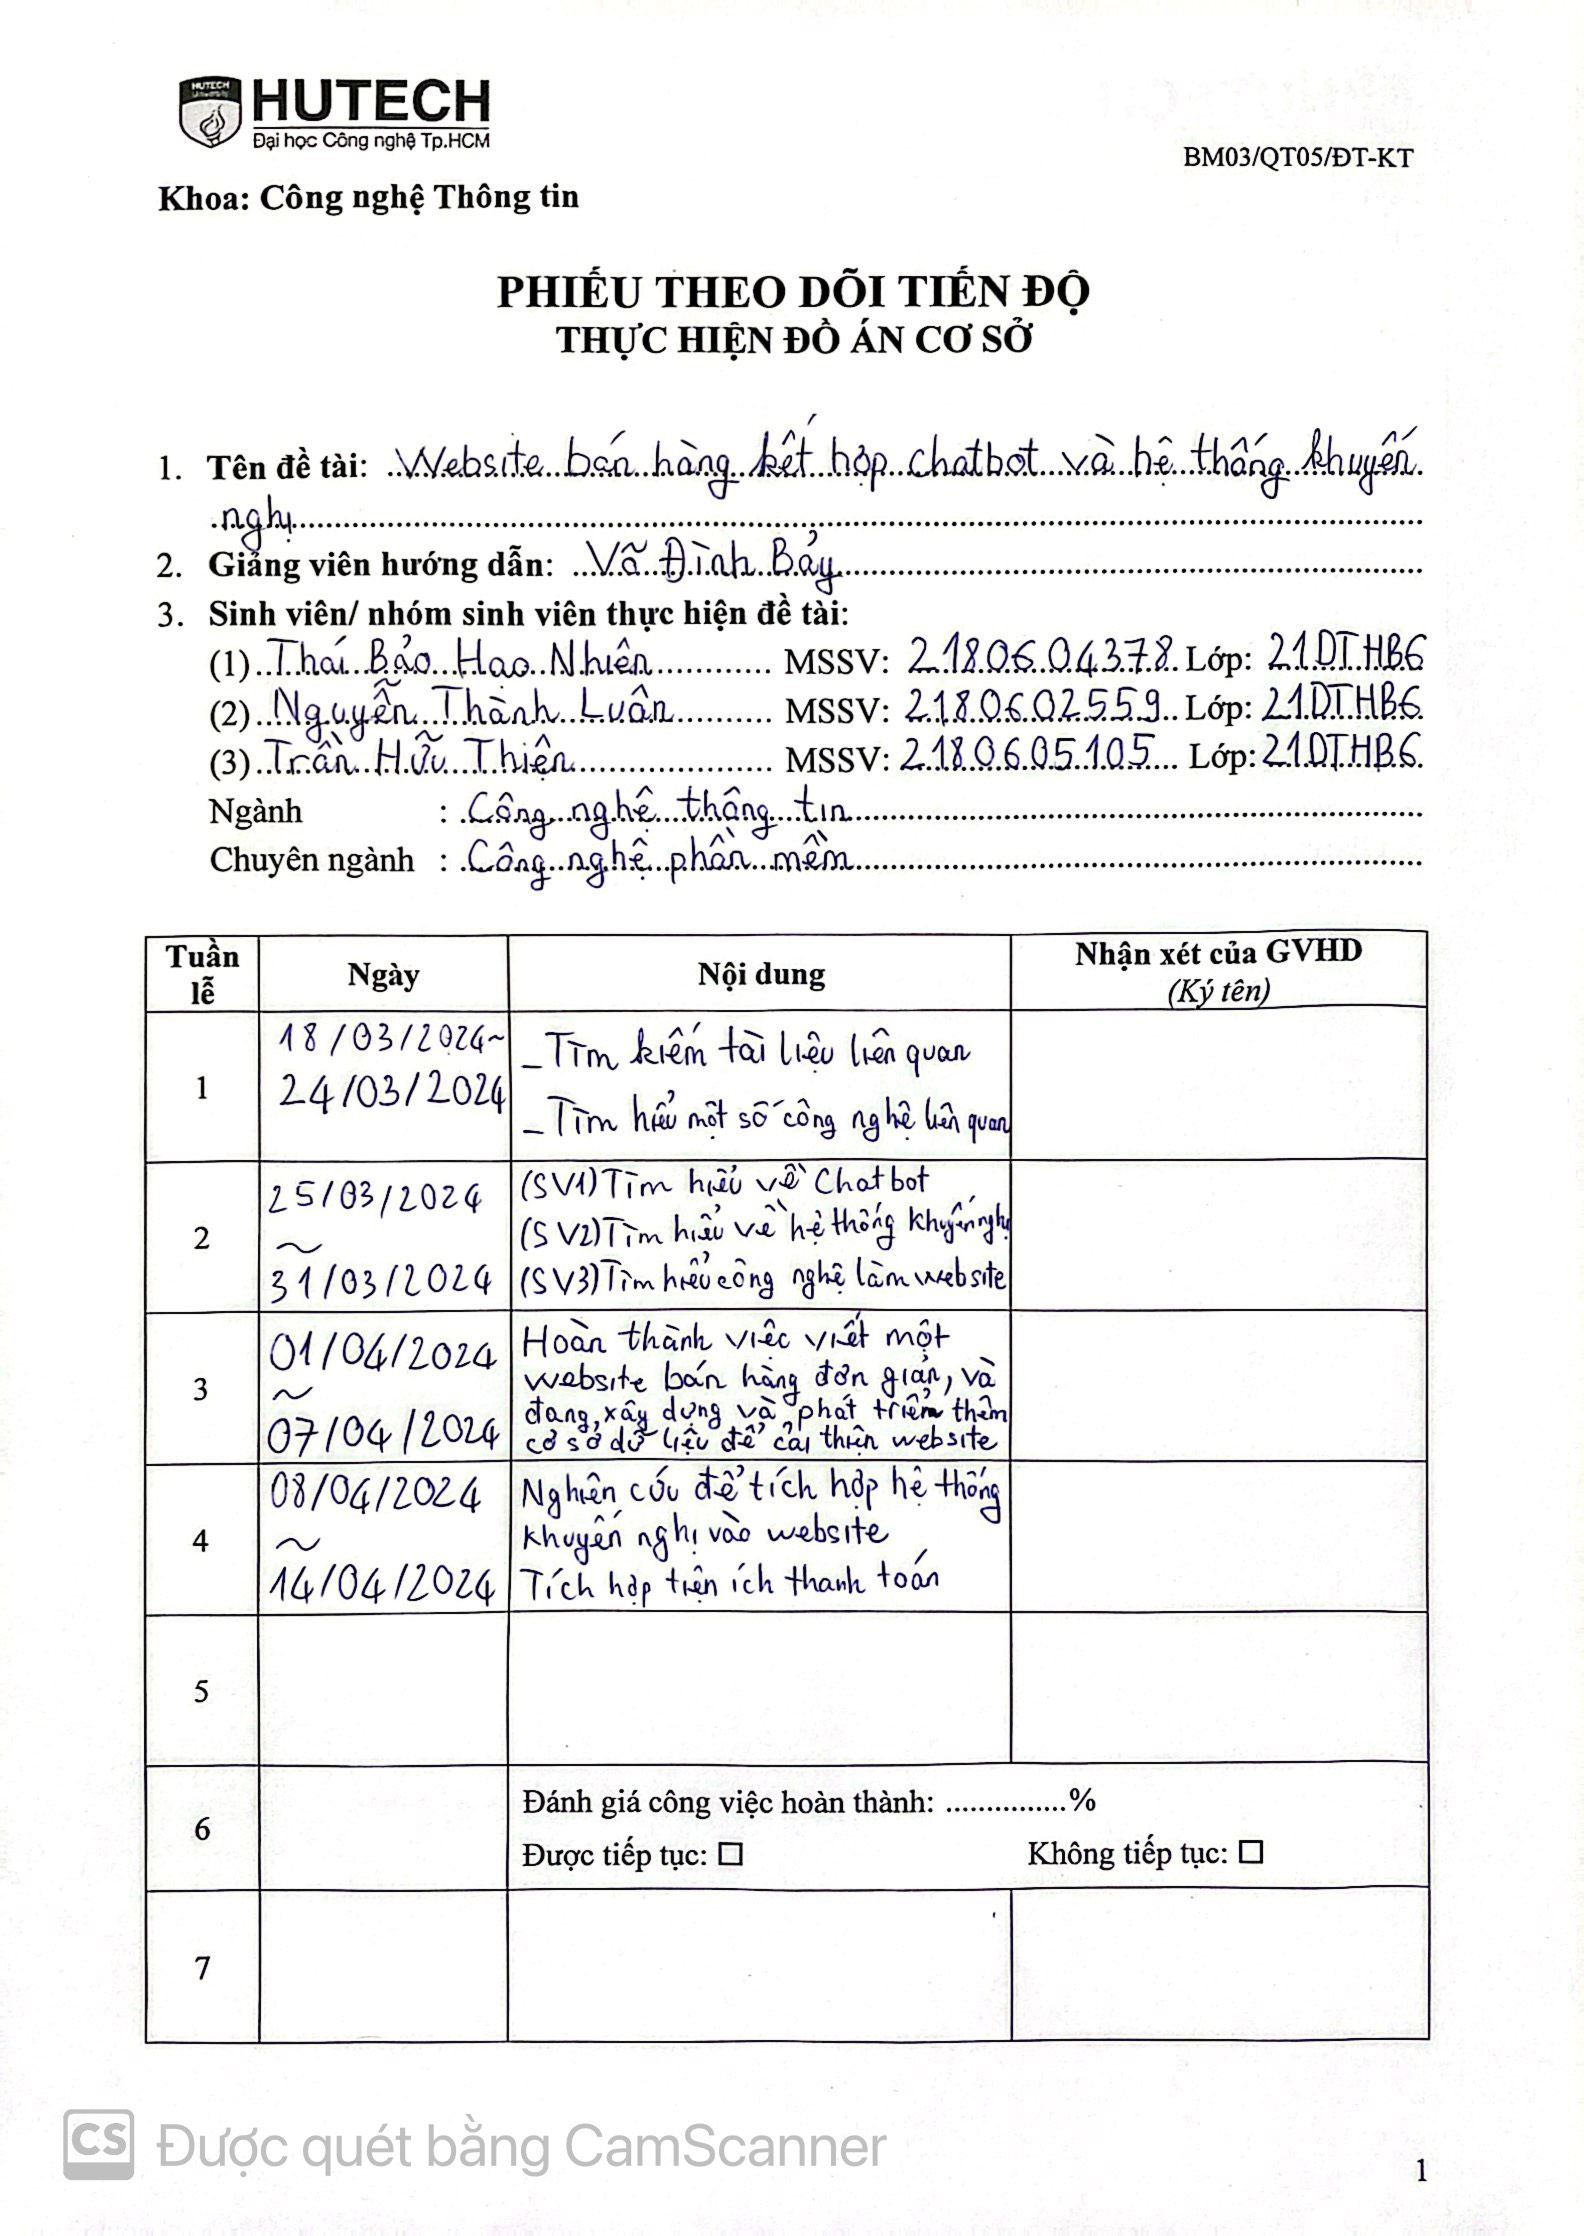 HUTECH
Đại học Công nghệ Tp.HCM
BM03/QT05/ĐT-KT
Khoa: Công nghệ Thông tin
PHIẾU THEO DÕI TIẾN ĐỘ
THỰC HIỆN ĐỒ ÁN CƠ SỞ
1. Tên đề tài: Website bán hàng kết hợp chatbot và hệ thống khuyến
nghị
2. Giảng viên hướng dẫn: Võ Đình Bảy
3. Sinh viên/ nhóm sinh viên thực hiện đề tài:
(1) Thái Bảo Hạo Nhiên MSSV: 2180604378 Lớp: 21DTHB6
(2) Nguyễn Thành Luân MSSV: 2180602559 Lớp: 21DTHB6
(3) Trần Hữu Thiện MSSV: 2180605105 Lớp: 21DTHB6
Ngành : Công nghệ thông tin
Chuyên ngành : Công nghệ phần mềm
Tuần lễ Ngày Nội dung Nhận xét của GVHD
(Ký tên)
1
18/03/2024~
24/03/2024
- Tìm kiếm tài liệu liên quan
- Tìm hiểu một số công nghệ liên quan
2
25/03/2024
~
31/03/2024
(SV1) Tìm hiểu về Chatbot
(SV2) Tìm hiểu về hệ thống khuyến nghị
(SV3) Tìm hiểu công nghệ làm website
3
01/04/2024
~
07/04/2024
Hoàn thành việc viết một
website bán hàng đơn giản, và
đang, xây dựng và phát triển thêm
cơ sở dữ liệu để cải thiện website
4
08/04/2024
~
14/04/2024
Nghiên cứu để tích hợp hệ thống
khuyến nghị vào website
Tích hợp tiện ích thanh toán
5
6
Đánh giá công việc hoàn thành: ...............%
Được tiếp tục: ☐ Không tiếp tục: ☐
7
CS Được quét bằng CamScanner
1